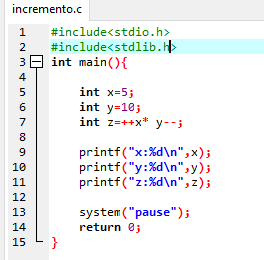 incremento.c
1 #include<stdio.h>
2 #include<stdlib.h>
3 int main(){
4
5 int x=5;
6 int y=10;
7 int z=++x* y--;
8
9 printf("x:%d\n",x);
10 printf("y:%d\n",y);
11 printf("z:%d\n",z);
12
13 system("pause");
14 return 0;
15 }